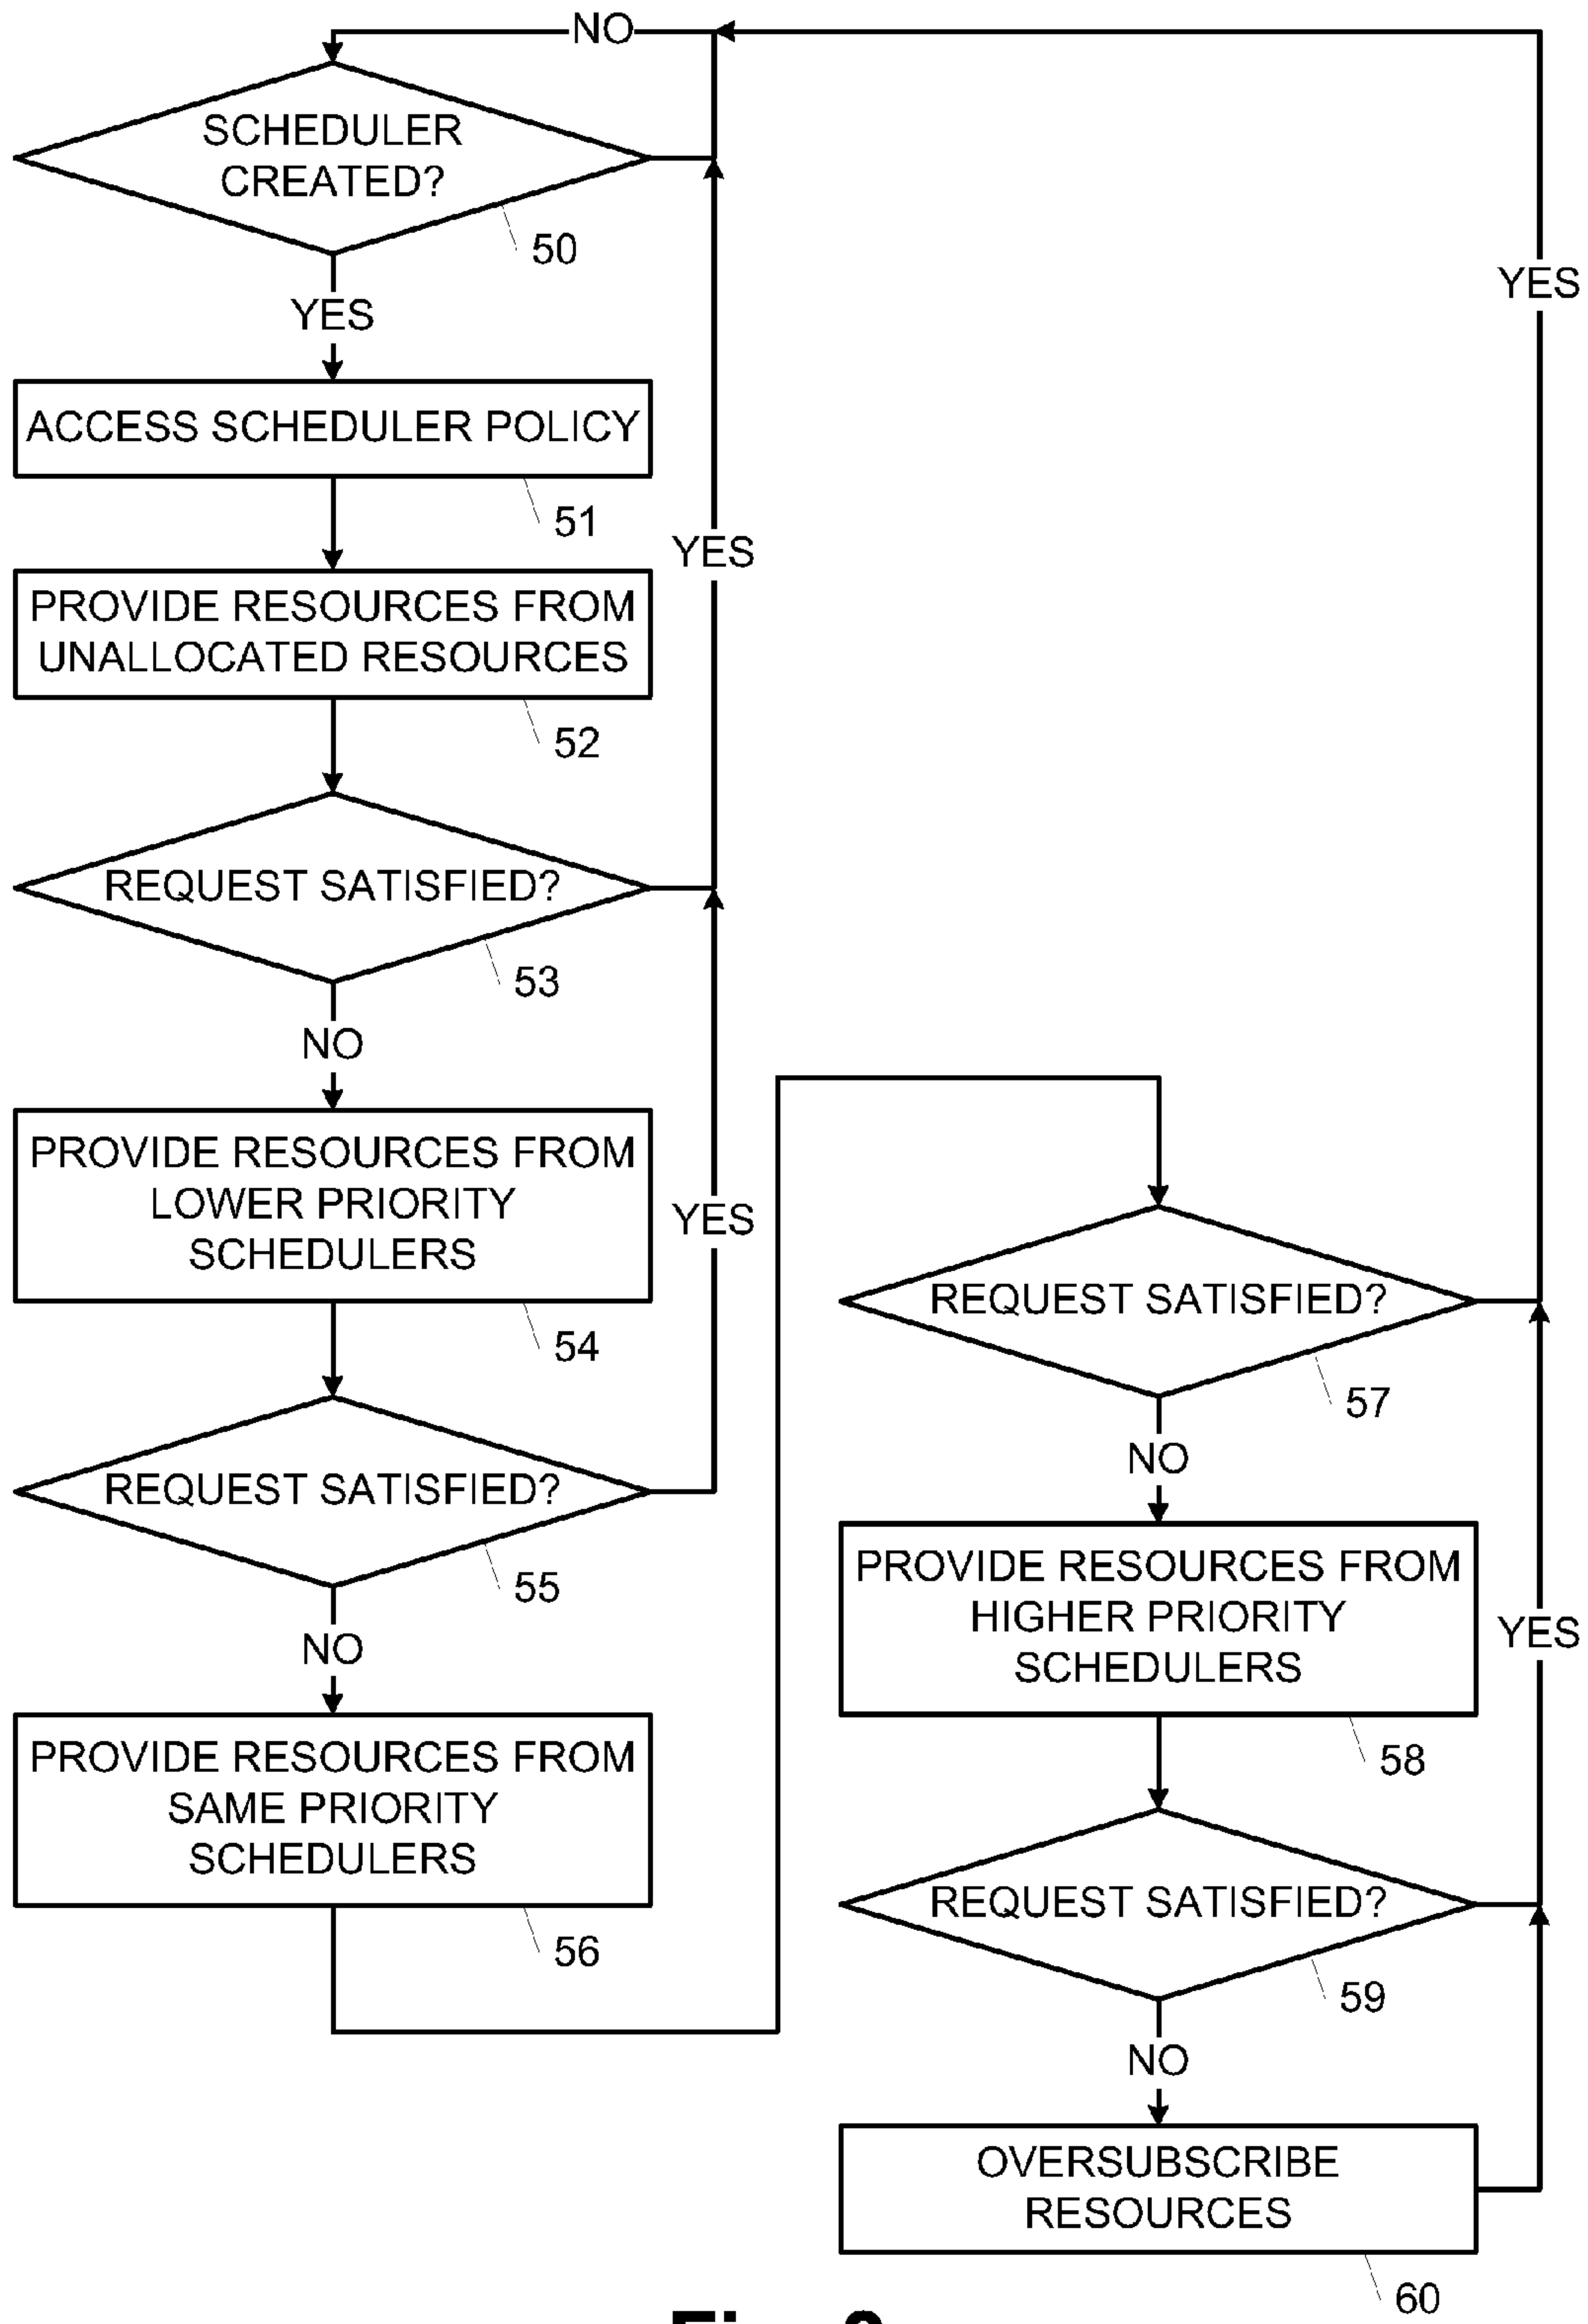 NO
SCHEDULER
CREATED?
50
YES
YES
ACCESS SCHEDULER POLICY
51
YES
PROVIDE RESOURCES FROM
UNALLOCATED RESOURCES
52
REQUEST SATISFIED?
53
NO
PROVIDE RESOURCES FROM
LOWER PRIORITY
SCHEDULERS
54
YES
REQUEST SATISFIED?
55
NO
PROVIDE RESOURCES FROM
SAME PRIORITY
SCHEDULERS
56
REQUEST SATISFIED?
57
NO
PROVIDE RESOURCES FROM
HIGHER PRIORITY
SCHEDULERS
58
YES
REQUEST SATISFIED?
59
NO
OVERSUBSCRIBE
RESOURCES
60